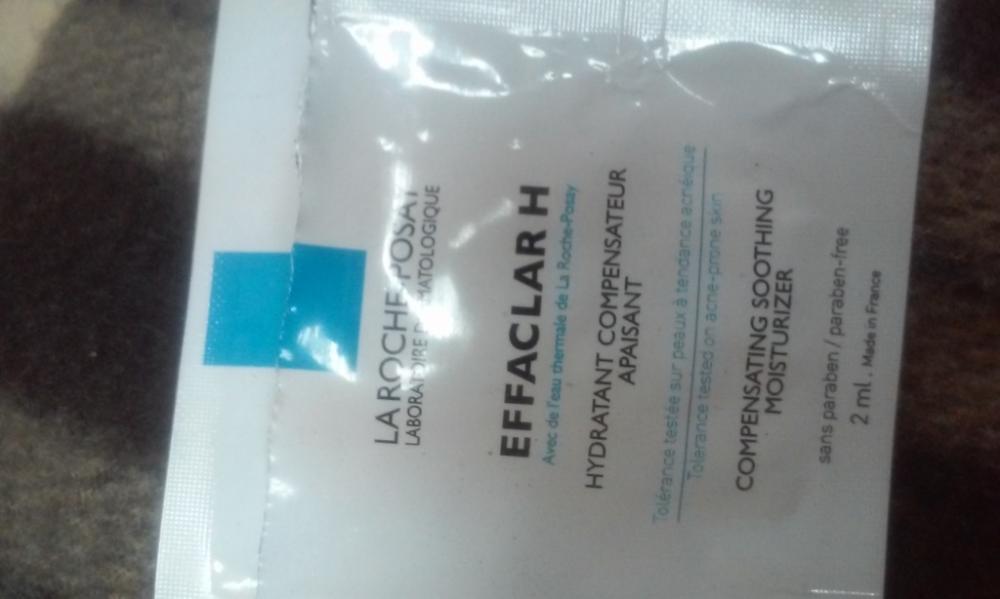 LA ROCHE-POSAY
LABORATOIRE DERMATOLOGIQUE
EFFACLAR H
Avec de l'eau thermale de La Roche-Posay
HYDRATANT COMPENSATEUR
APAISANT
Tolérance testée sur peaux à tendance acnéique
Tolerance tested on acne-prone skin
COMPENSATING SOOTHING
MOISTURIZER
sans paraben / paraben-free
2 ml . Made in France